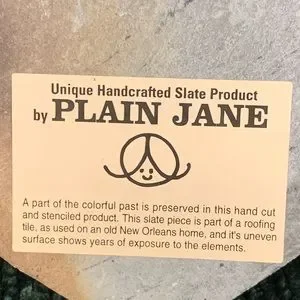 Unique Handcrafted Slate Product
by PLAIN JANE
A part of the colorful past is preserved in this hand cut
and stenciled product. This slate piece is part of a roofing
tile, as used on an old New Orleans home, and it's uneven
surface shows years of exposure to the elements.